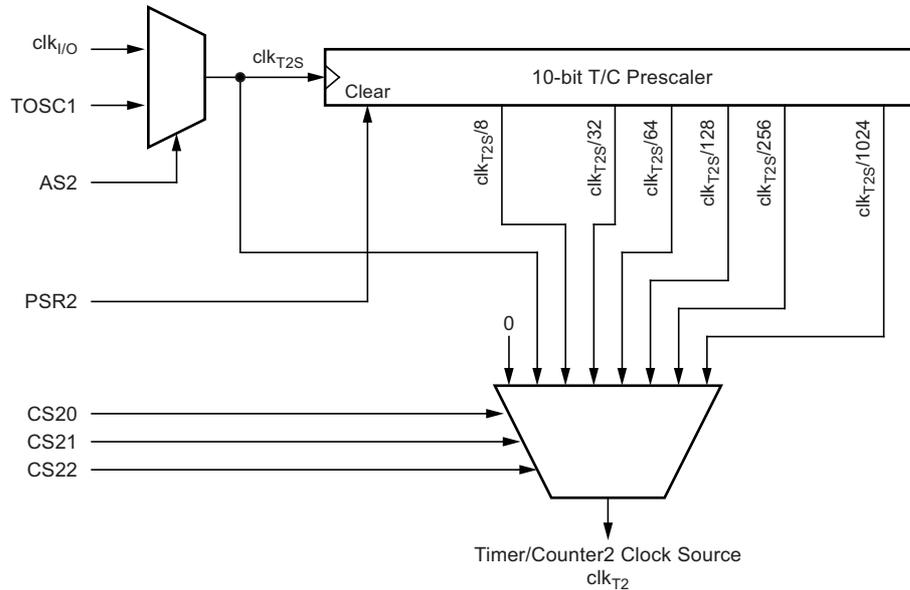 clkI/O
clkT2S
10-bit T/C Prescaler
Clear
TOSC1
clkT2S/8
clkT2S/32
clkT2S/64
clkT2S/128
clkT2S/256
clkT2S/1024
AS2
PSR2
0
CS20
CS21
CS22
Timer/Counter2 Clock Source
clkT2